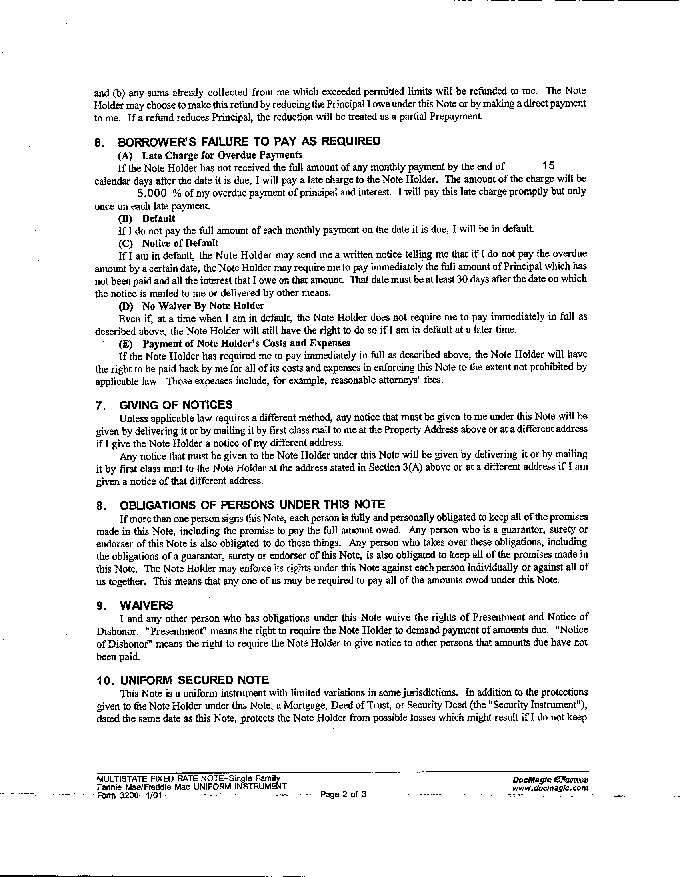 and (b) any sums already collected from me which exceeded permitted limits will be refunded to me. The Note
Holder may choose to make this refund by reducing the Principal I owe under this Note or by making a direct payment
to me. If a refund reduces Principal, the reduction will be treated as a partial Prepayment.
6. BORROWER'S FAILURE TO PAY AS REQUIRED
(A) Late Charge for Overdue Payments
If the Note Holder has not received the full amount of any monthly payment by the end of 15
calendar days after the date it is due, I will pay a late charge to the Note Holder. The amount of the charge will be
5.000 % of my overdue payment of principal and interest. I will pay this late charge promptly but only
once on each late payment.
(B) Default
If I do not pay the full amount of each monthly payment on the date it is due, I will be in default.
(C) Notice of Default
If I am in default, the Note Holder may send me a written notice telling me that if I do not pay the overdue
amount by a certain date, the Note Holder may require me to pay immediately the full amount of Principal which has
not been paid and all the interest that I owe on that amount. That date must be at least 30 days after the date on which
the notice is mailed to me or delivered by other means.
(D) No Waiver By Note Holder
Even if, at a time when I am in default, the Note Holder does not require me to pay immediately in full as
described above, the Note Holder will still have the right to do so if I am in default at a later time.
(E) Payment of Note Holder's Costs and Expenses
If the Note Holder has required me to pay immediately in full as described above, the Note Holder will have
the right to be paid back by me for all of its costs and expenses in enforcing this Note to the extent not prohibited by
applicable law. Those expenses include, for example, reasonable attorneys' fees.
7. GIVING OF NOTICES
Unless applicable law requires a different method, any notice that must be given to me under this Note will be
given by delivering it or by mailing it by first class mail to me at the Property Address above or at a different address
if I give the Note Holder a notice of my different address.
Any notice that must be given to the Note Holder under this Note will be given by delivering it or by mailing
it by first class mail to the Note Holder at the address stated in Section 3(A) above or at a different address if I am
given a notice of that different address.
8. OBLIGATIONS OF PERSONS UNDER THIS NOTE
If more than one person signs this Note, each person is fully and personally obligated to keep all of the promises
made in this Note, including the promise to pay the full amount owed. Any person who is a guarantor, surety or
endorser of this Note is also obligated to do these things. Any person who takes over these obligations, including
the obligations of a guarantor, surety or endorser of this Note, is also obligated to keep all of the promises made in
this Note. The Note Holder may enforce its rights under this Note against each person individually or against all of
us together. This means that any one of us may be required to pay all of the amounts owed under this Note.
9. WAIVERS
I and any other person who has obligations under this Note waive the rights of Presentment and Notice of
Dishonor. "Presentment" means the right to require the Note Holder to demand payment of amounts due. "Notice
of Dishonor" means the right to require the Note Holder to give notice to other persons that amounts due have not
been paid.
10. UNIFORM SECURED NOTE
This Note is a uniform instrument with limited variations in some jurisdictions. In addition to the protections
given to the Note Holder under this Note, a Mortgage, Deed of Trust, or Security Deed (the "Security Instrument"),
dated the same date as this Note, protects the Note Holder from possible losses which might result if I do not keep
MULTISTATE FIXED RATE NOTE--Single Family
Fannie Mae/Freddie Mac UNIFORM INSTRUMENT
Form 3200 1/01
Page 2 of 3
DocMagic eForms
www.docmagic.com